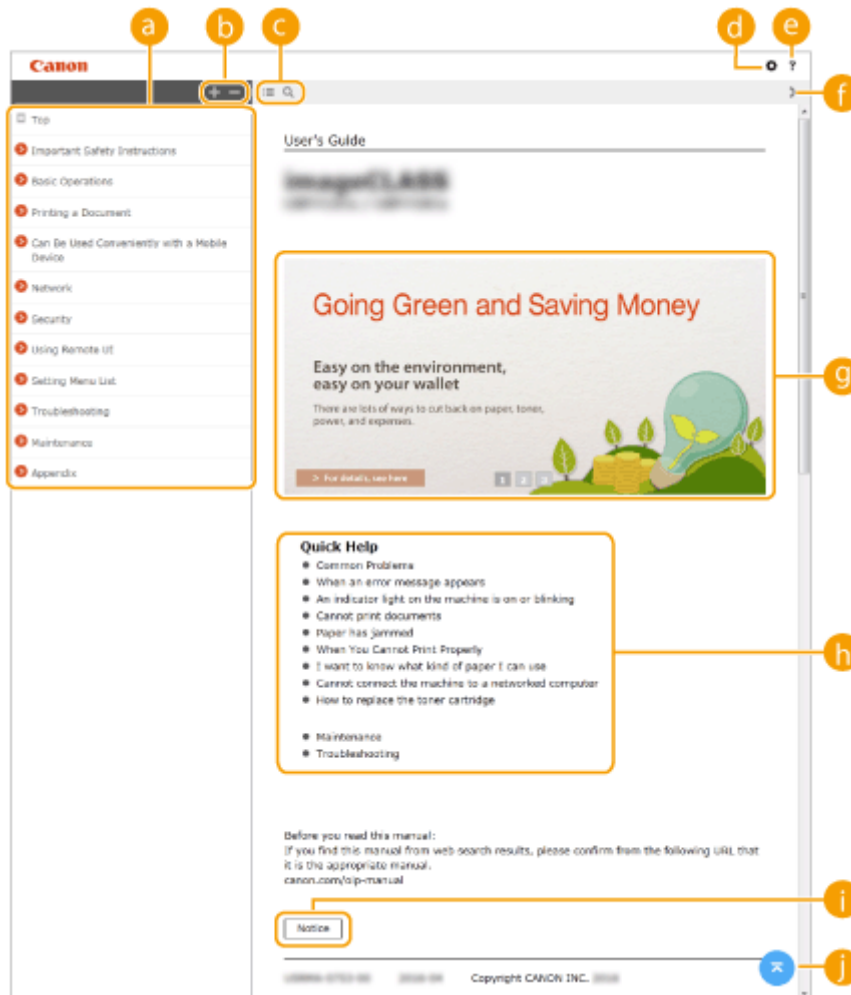 a
b
c
d
e
Canon
+ −
?
f
Top
Important Safety Instructions
Basic Operations
Printing a Document
Can Be Used Conveniently with a Mobile
Device
Network
Security
Using Remote UI
Setting Menu List
Troubleshooting
Maintenance
Appendix
User's Guide
imageCLASS
Going Green and Saving Money
Easy on the environment,
easy on your wallet
There are lots of ways to cut back on paper, toner,
power, and expenses.
> For details, see here
1 2 3
g
Quick Help
Common Problems
When an error message appears
An indicator light on the machine is on or blinking
Cannot print documents
Paper has jammed
When You Cannot Print Properly
I want to know what kind of paper I can use
Cannot connect the machine to a networked computer
How to replace the toner cartridge
Maintenance
Troubleshooting
h
Before you read this manual:
If you find this manual from web search results, please confirm from the following URL that
it is the appropriate manual.
canon.com/oip-manual
Notice
i
Copyright CANON INC.
j